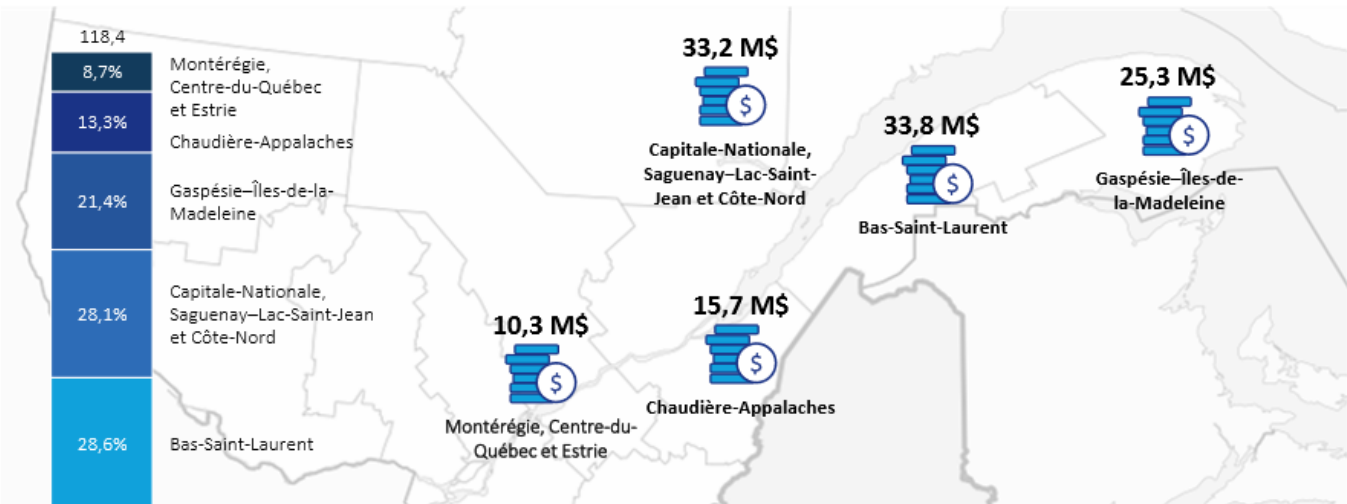 118,4
8,7%
Montérégie,
Centre-du-Québec
et Estrie
13,3%
Chaudière-Appalaches
21,4%
Gaspésie–Îles-de-la-
Madeleine
28,1%
Capitale-Nationale,
Saguenay–Lac-Saint-Jean
et Côte-Nord
28,6%
Bas-Saint-Laurent
33,2 M$
$
Capitale-Nationale,
Saguenay–Lac-Saint-
Jean et Côte-Nord
33,8 M$
$
Bas-Saint-Laurent
25,3 M$
$
Gaspésie–Îles-de-
la-Madeleine
10,3 M$
$
Montérégie, Centre-du-
Québec et Estrie
15,7 M$
$
Chaudière-Appalaches